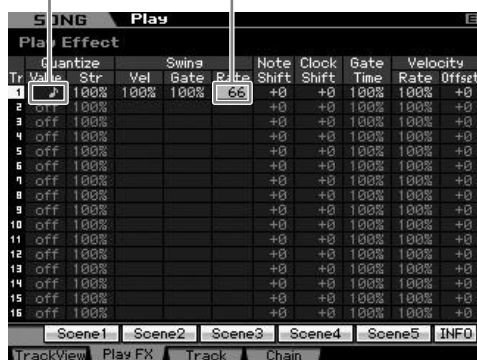 SONG Play E
Play Effect
Quantize Swing Note Clock Gate Velocity
Tr Value Str Vel Gate Rate Shift Shift Time Rate Offset
1 ♪ 100% 100% 100% 66 +0 +0 100% 100% +0
2 off 100% +0 +0 100% 100% +0
3 off 100% +0 +0 100% 100% +0
4 off 100% +0 +0 100% 100% +0
5 off 100% +0 +0 100% 100% +0
6 off 100% +0 +0 100% 100% +0
7 off 100% +0 +0 100% 100% +0
8 off 100% +0 +0 100% 100% +0
9 off 100% +0 +0 100% 100% +0
10 off 100% +0 +0 100% 100% +0
11 off 100% +0 +0 100% 100% +0
12 off 100% +0 +0 100% 100% +0
13 off 100% +0 +0 100% 100% +0
14 off 100% +0 +0 100% 100% +0
15 off 100% +0 +0 100% 100% +0
16 off 100% +0 +0 100% 100% +0
Scene1 Scene2 Scene3 Scene4 Scene5 INFO
TrackView Play FX Track Chain